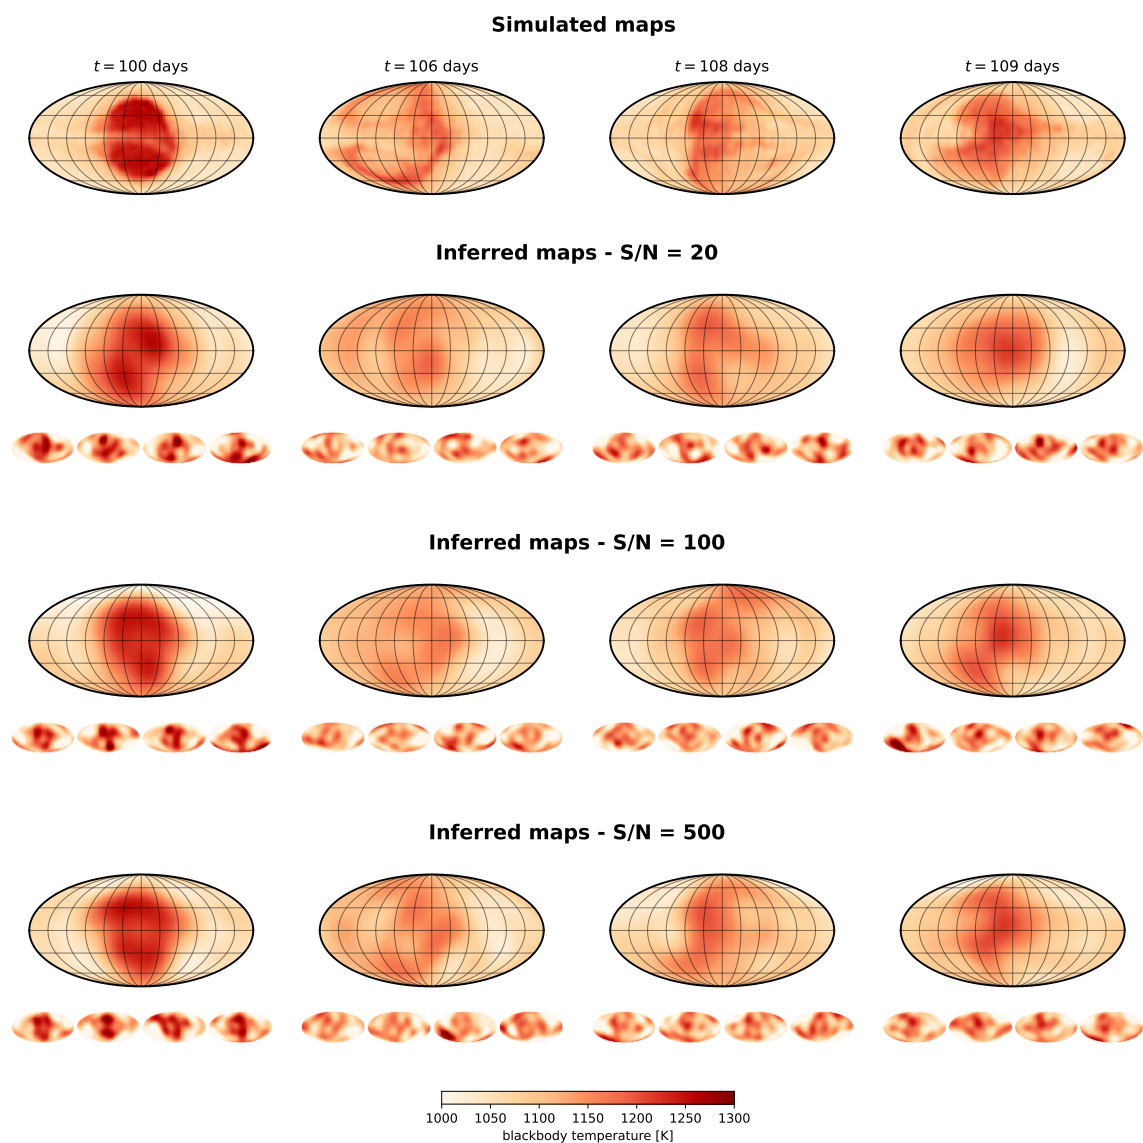 Simulated maps
t = 100 days
t = 106 days
t = 108 days
t = 109 days
Inferred maps - S/N = 20
Inferred maps - S/N = 100
Inferred maps - S/N = 500
1000 1050 1100 1150 1200 1250 1300
blackbody temperature [K]